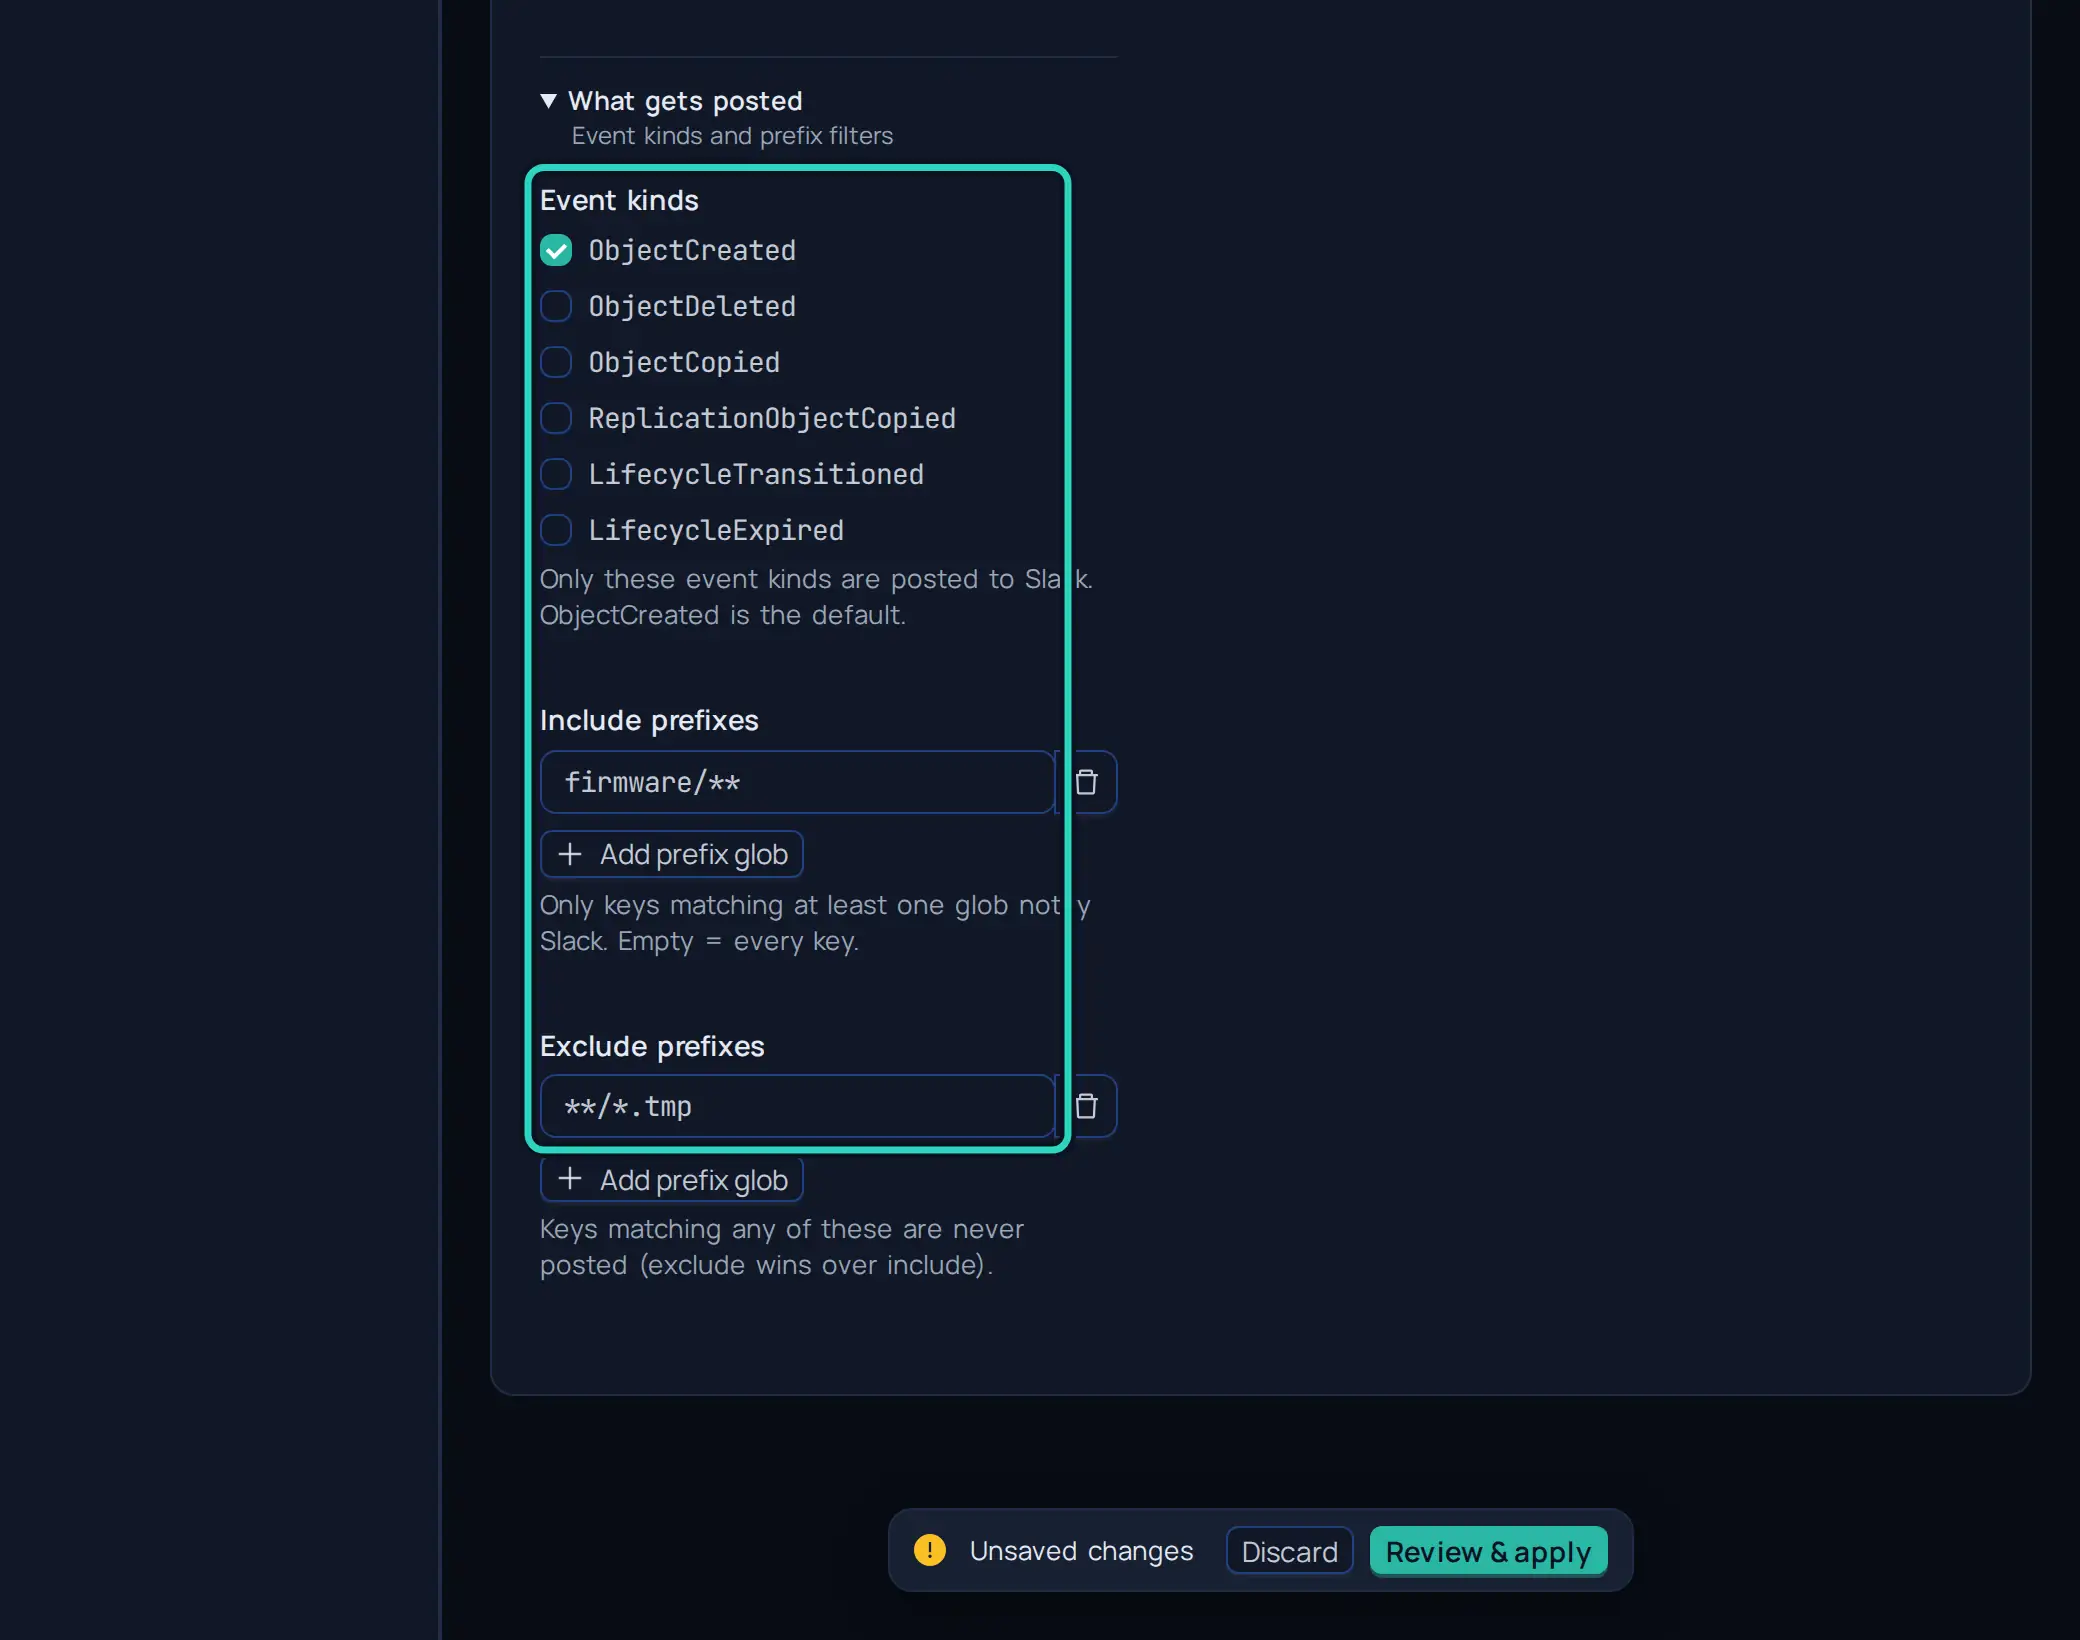 What gets posted
Event kinds and prefix filters
Event kinds
ObjectCreated
ObjectDeleted
ObjectCopied
ReplicationObjectCopied
LifecycleTransitioned
LifecycleExpired
Only these event kinds are posted to Slack.
ObjectCreated is the default.
Include prefixes
firmware/**
Add prefix glob
Only keys matching at least one glob notify
Slack. Empty = every key.
Exclude prefixes
**/*.tmp
Add prefix glob
Keys matching any of these are never
posted (exclude wins over include).
Unsaved changes
Discard
Review & apply